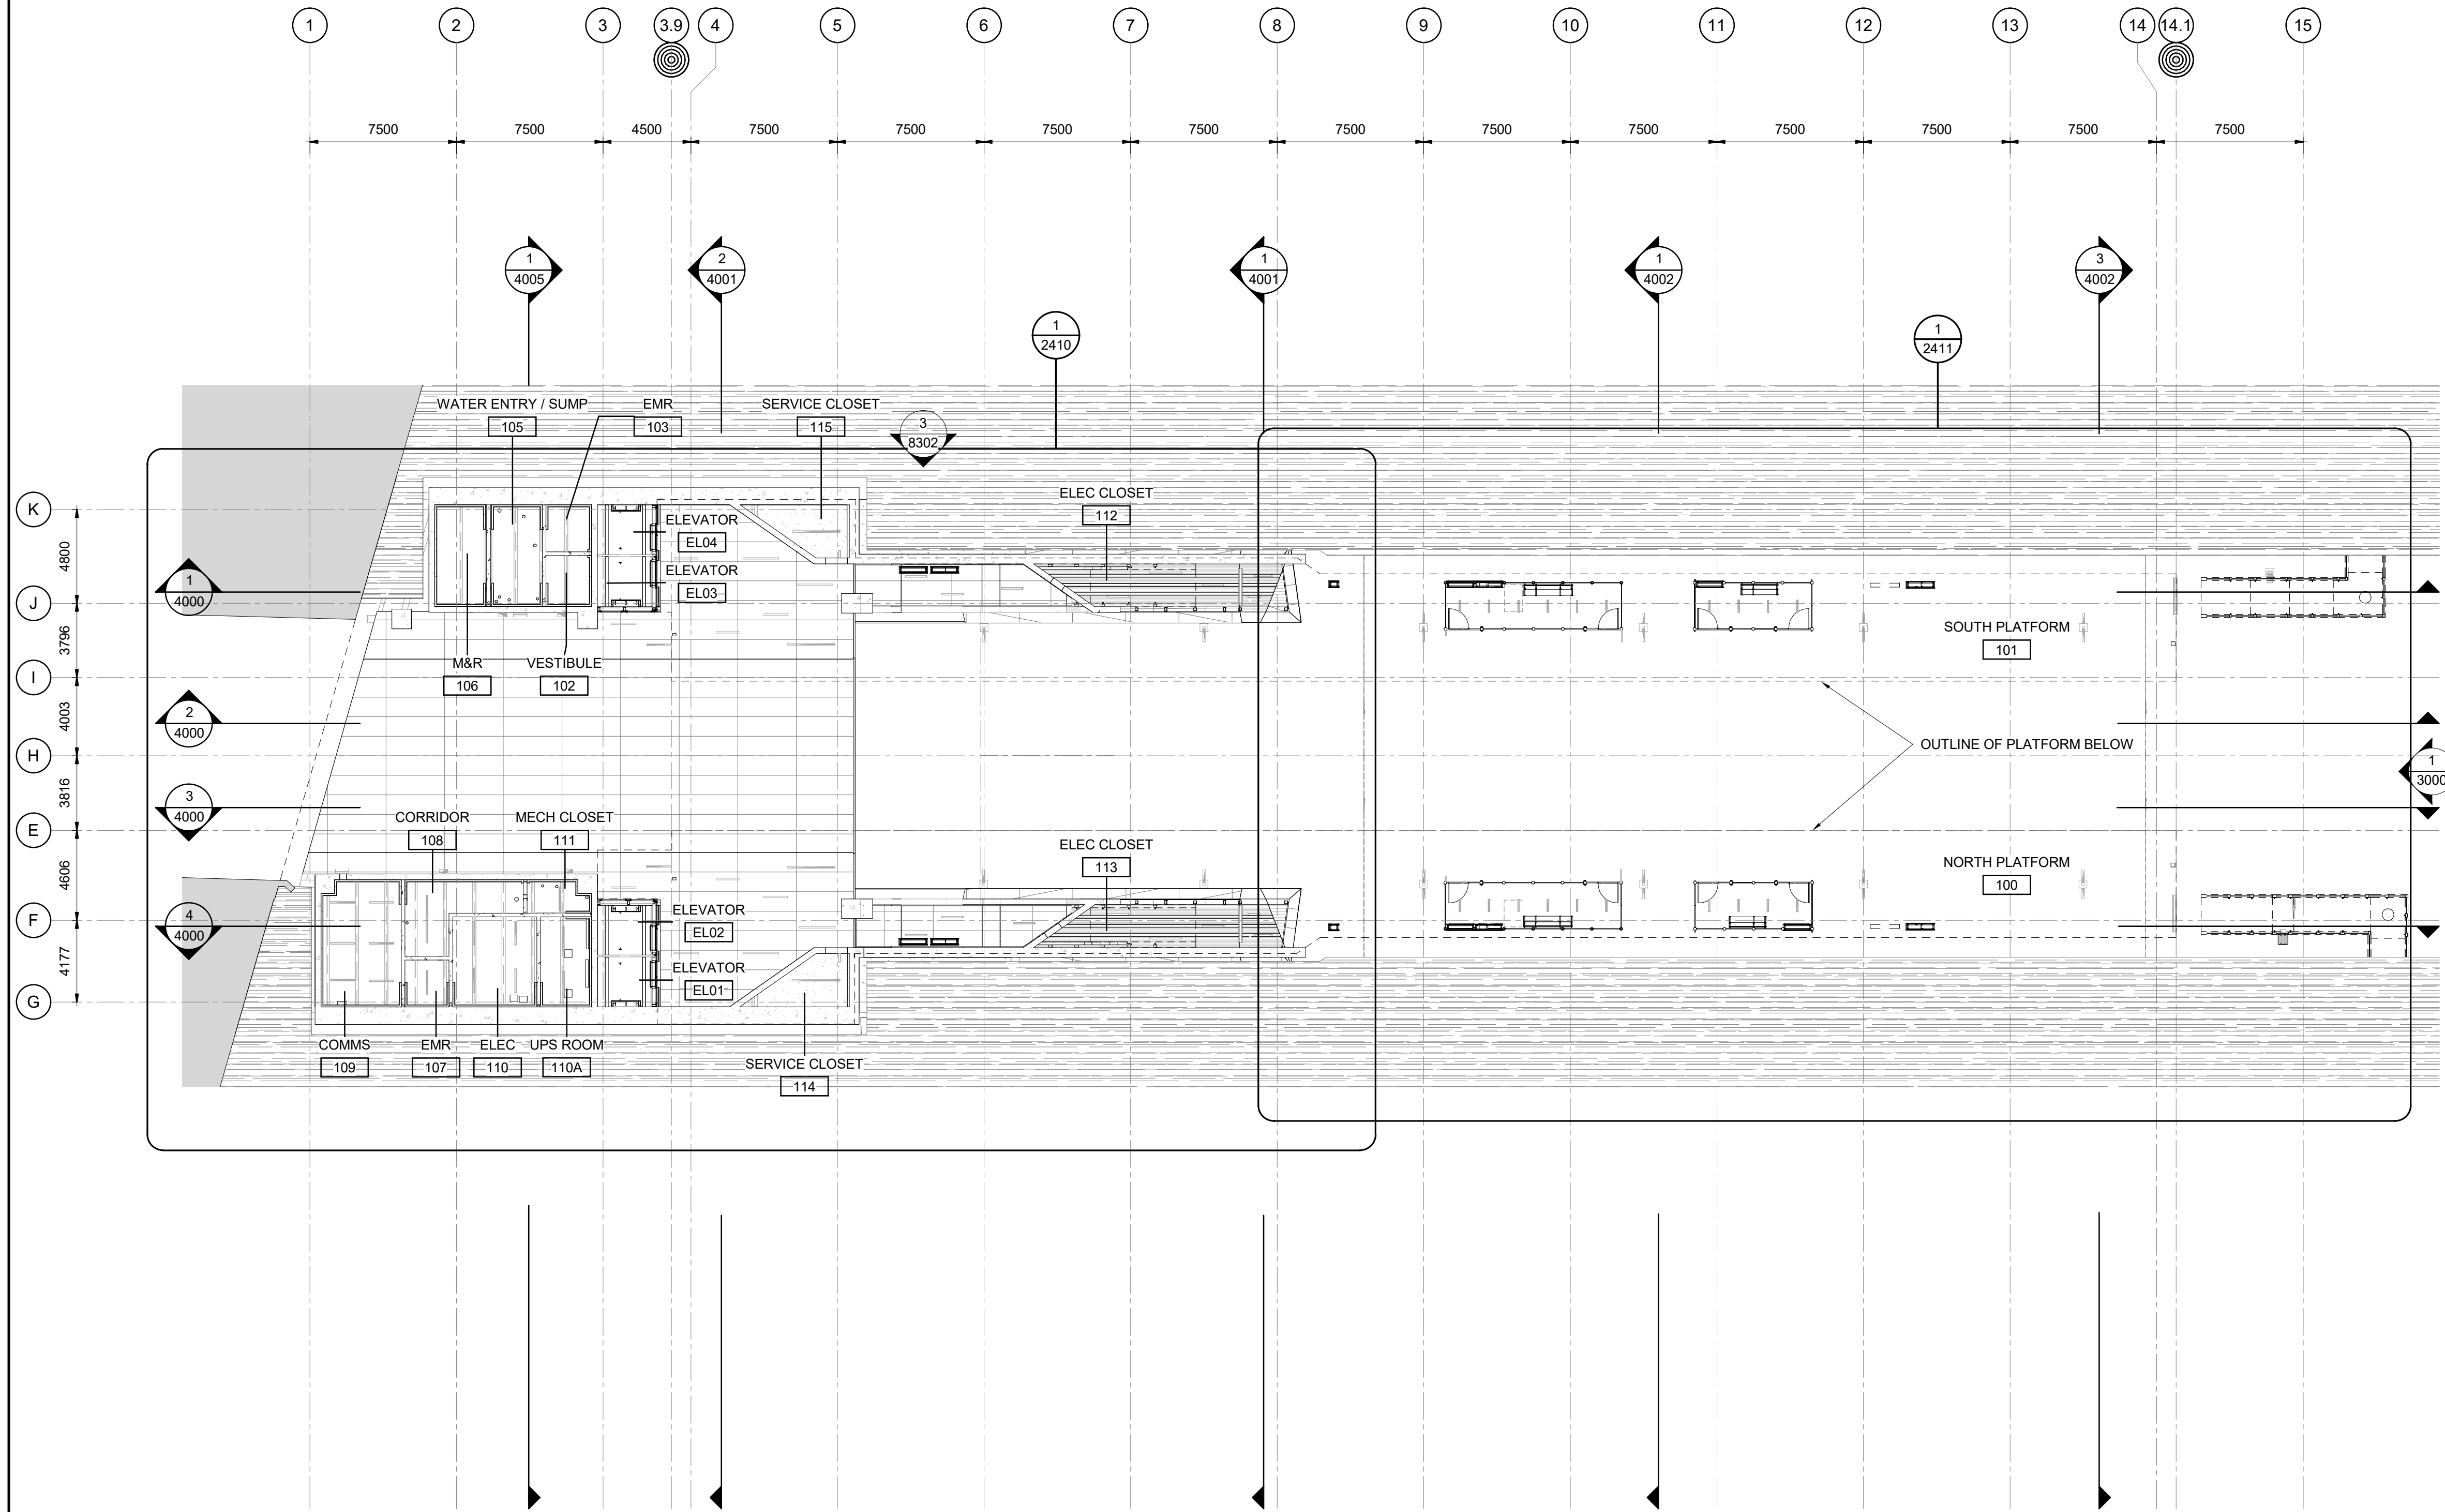 1 2 3 3.9 4 5 6 7 8 9 10 11 12 13 14 14.1 15
7500 7500 4500 7500 7500 7500 7500 7500 7500 7500 7500 7500 7500 7500
1
4005
2
4001
1
4001
1
4002
3
4002
1
2410
1
2411
WATER ENTRY / SUMP
105
EMR
103
SERVICE CLOSET
115
3
8302
K
ELEC CLOSET
112
ELEVATOR
EL04
4800
ELEVATOR
EL03
1
4000
J
SOUTH PLATFORM
101
3796
M&R
106
VESTIBULE
102
I
4003
2
4000
OUTLINE OF PLATFORM BELOW
H
1
3000
3816
3
4000
CORRIDOR
108
MECH CLOSET
111
E
ELEC CLOSET
113
NORTH PLATFORM
100
4606
ELEVATOR
EL02
F
4
4000
4177
ELEVATOR
EL01
G
COMMS
109
EMR
107
ELEC
110
UPS ROOM
110A
SERVICE CLOSET
114